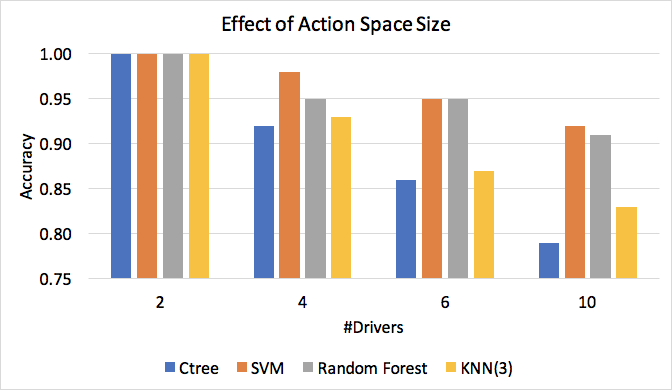 Effect of Action Space Size
1.00
0.95
0.90
0.85
0.80
0.75
Accuracy
2 4 6 10
#Drivers
Ctree SVM Random Forest KNN(3)